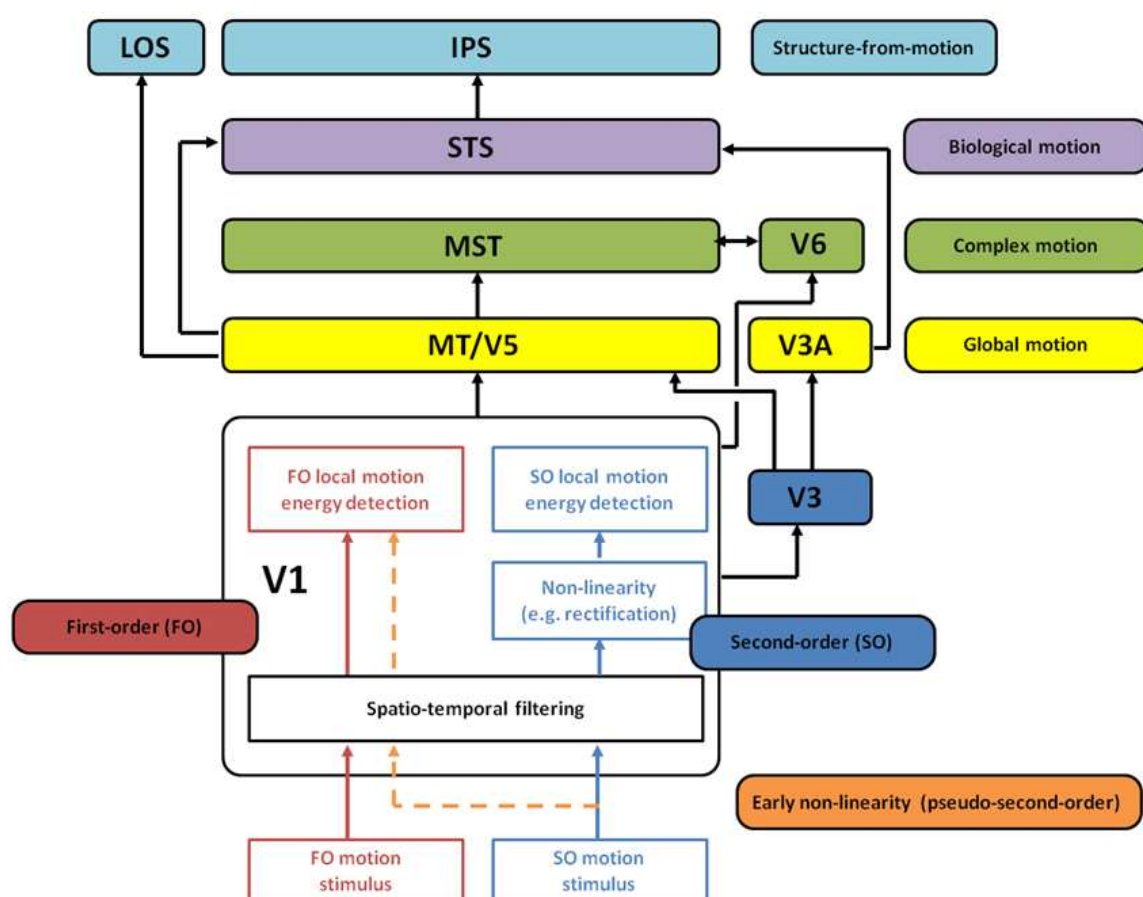 LOS
IPS
Structure-from-motion
STS
Biological motion
MST
V6
Complex motion
MT/V5
V3A
Global motion
FO local motion
energy detection
SO local motion
energy detection
V3
V1
Non-linearity
(e.g. rectification)
First-order (FO)
Second-order (SO)
Spatio-temporal filtering
Early non-linearity (pseudo-second-order)
FO motion
stimulus
SO motion
stimulus